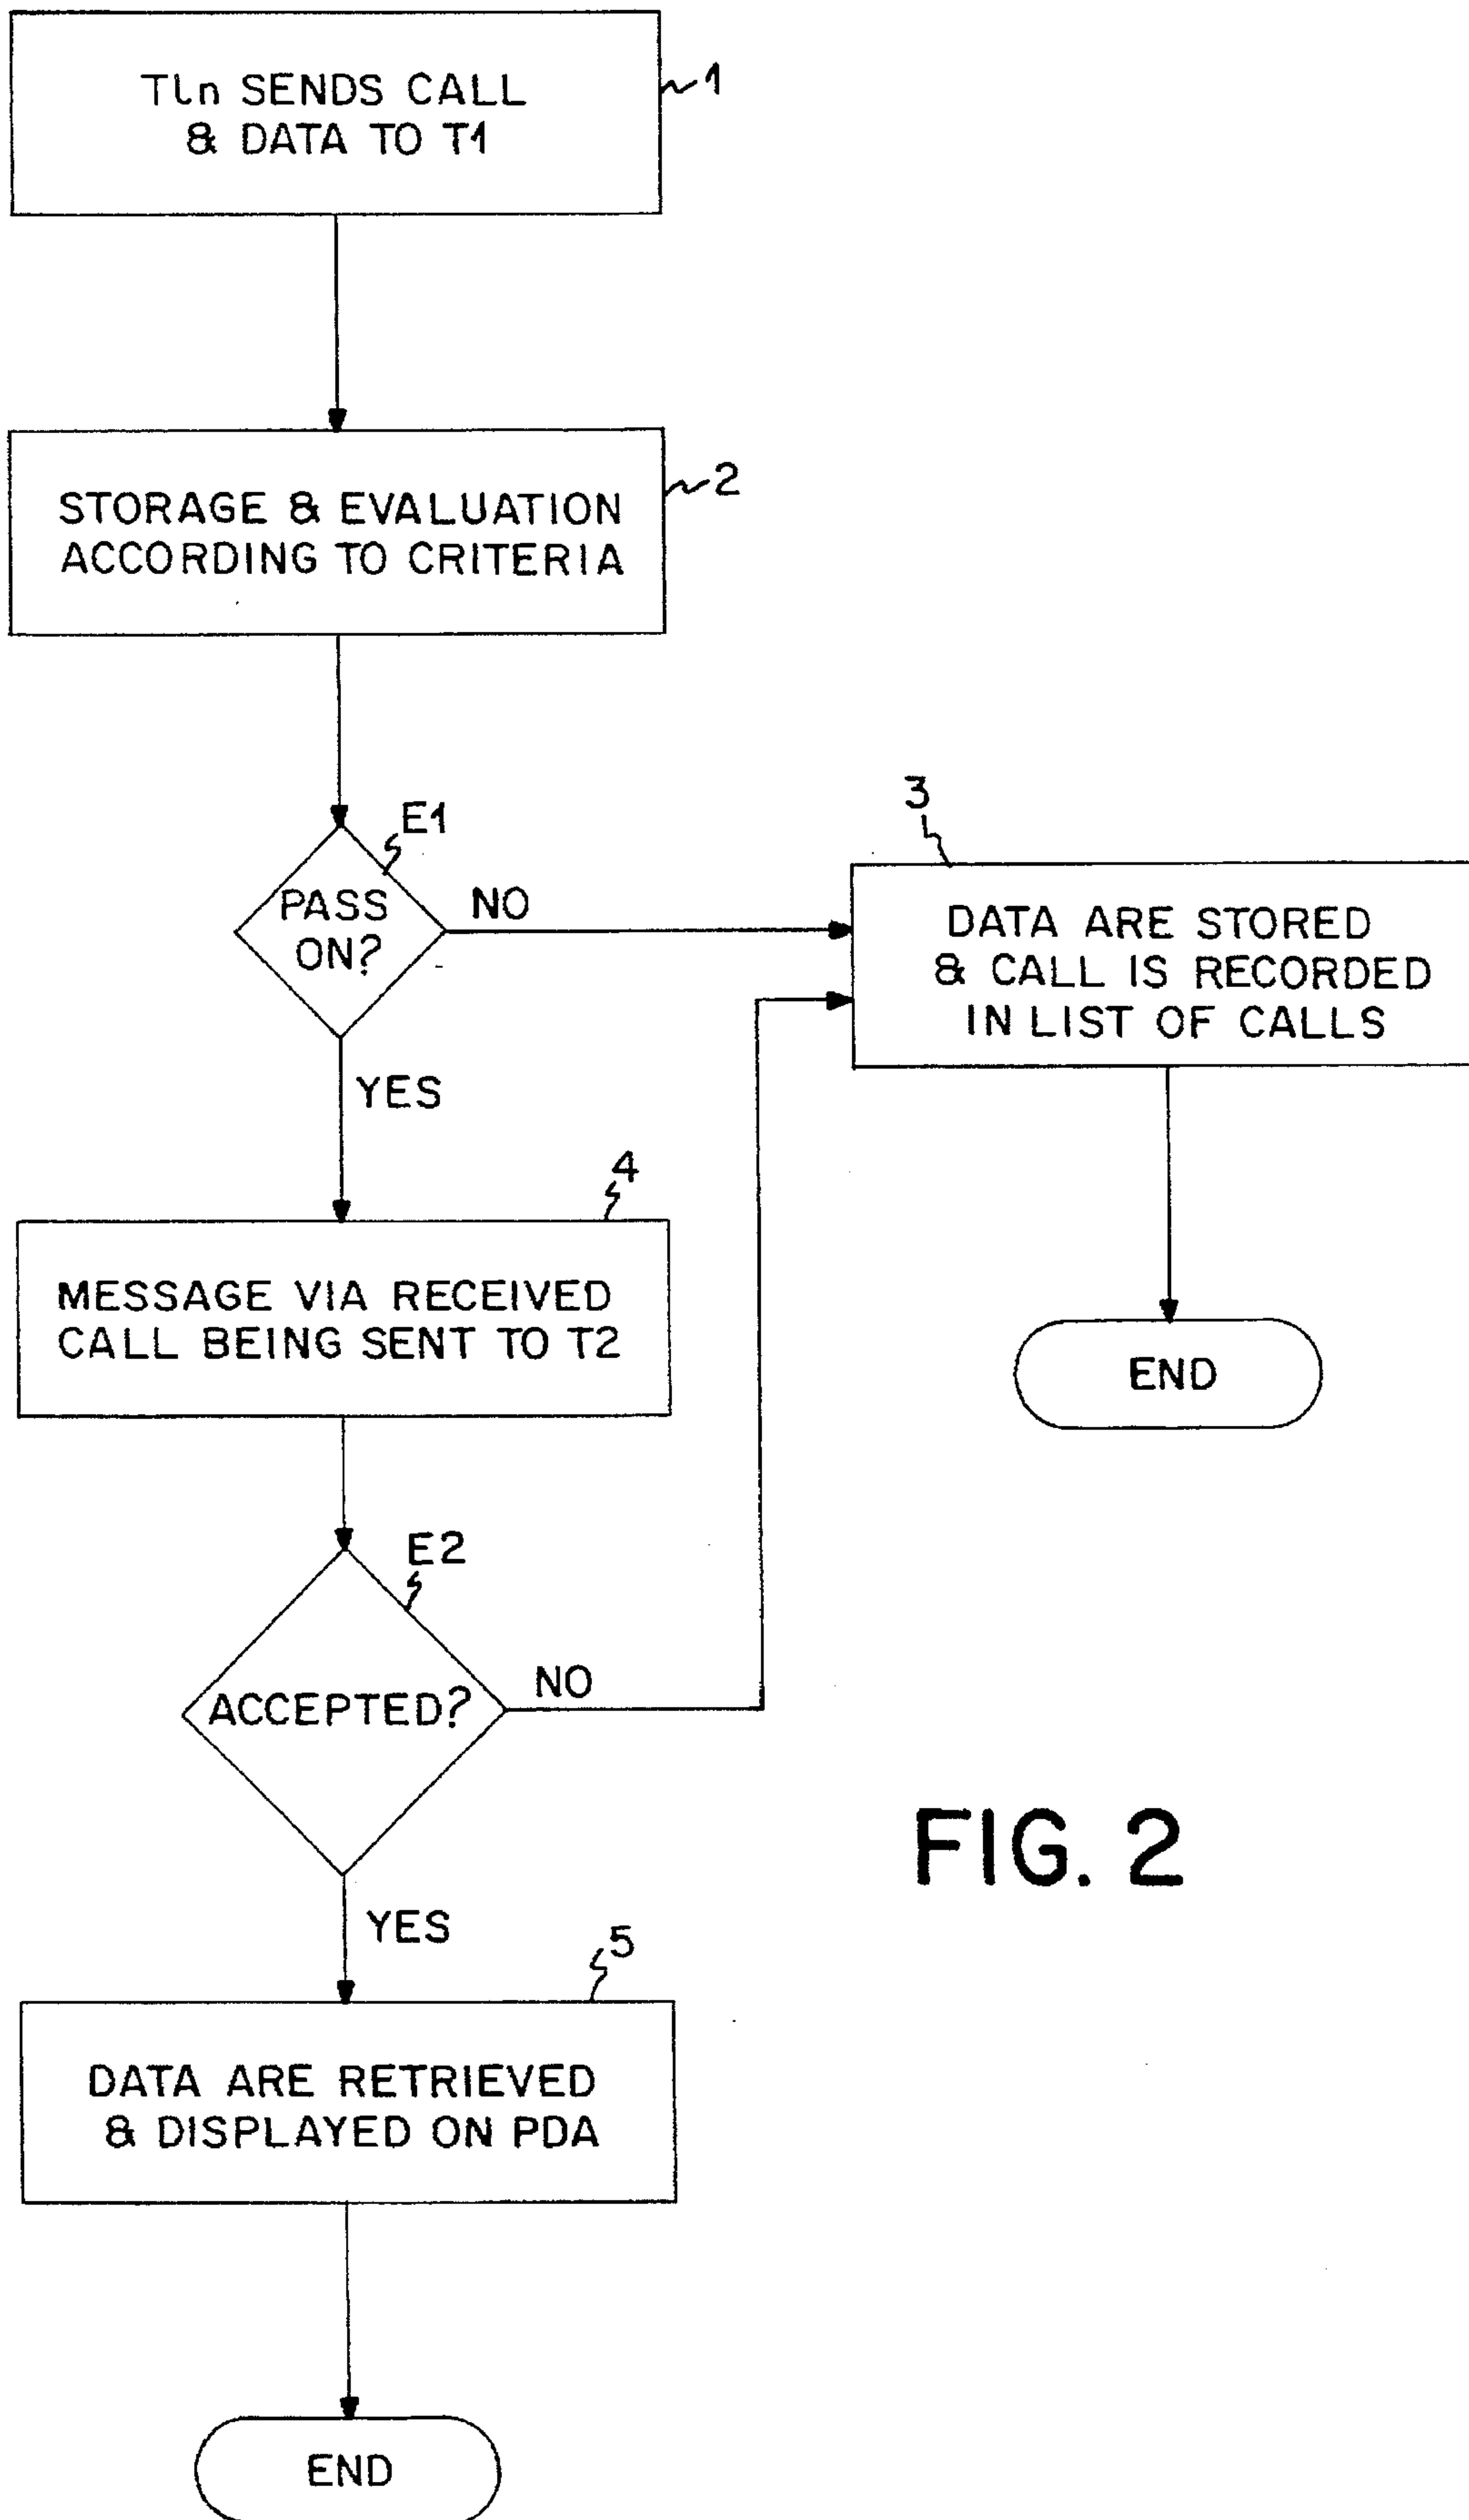 Tln SENDS CALL
& DATA TO T1
1
STORAGE & EVALUATION
ACCORDING TO CRITERIA
2
E1
PASS
ON?
NO
YES
3
DATA ARE STORED
& CALL IS RECORDED
IN LIST OF CALLS
END
4
MESSAGE VIA RECEIVED
CALL BEING SENT TO T2
E2
ACCEPTED?
NO
YES
FIG. 2
5
DATA ARE RETRIEVED
& DISPLAYED ON PDA
END